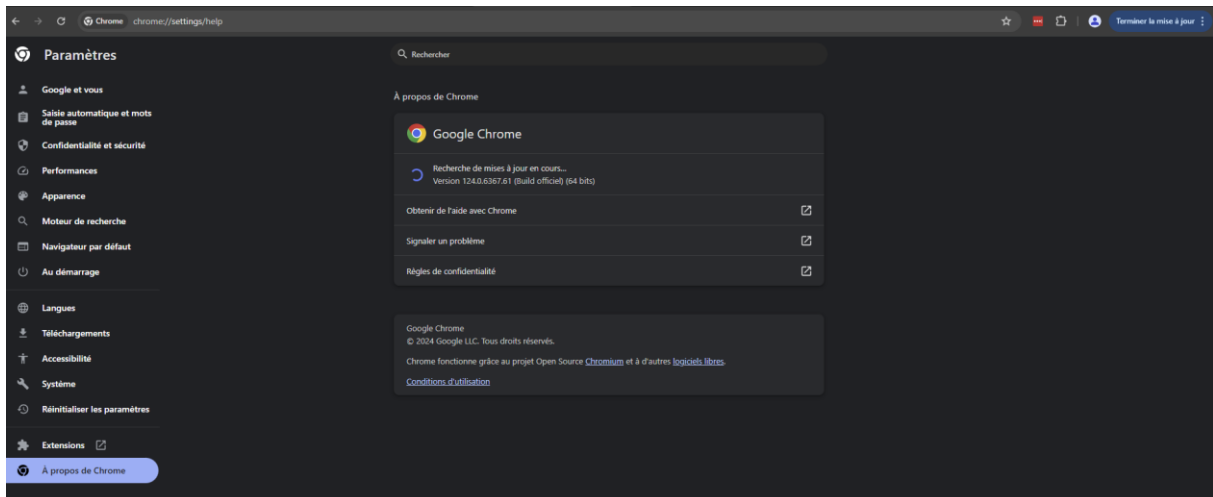 Chrome
chrome://settings/help
Terminer la mise à jour
Paramètres
Rechercher
Google et vous
Saisie automatique et mots
de passe
Confidentialité et sécurité
Performances
Apparence
Moteur de recherche
Navigateur par défaut
Au démarrage
Langues
Téléchargements
Accessibilité
Système
Réinitialiser les paramètres
Extensions
À propos de Chrome
À propos de Chrome
Google Chrome
Recherche de mises à jour en cours...
Version 124.0.6367.61 (Build officiel) (64 bits)
Obtenir de l'aide avec Chrome
Signaler un problème
Règles de confidentialité
Google Chrome
© 2024 Google LLC. Tous droits réservés.
Chrome fonctionne grâce au projet Open Source Chromium et à d'autres logiciels libres.
Conditions d'utilisation